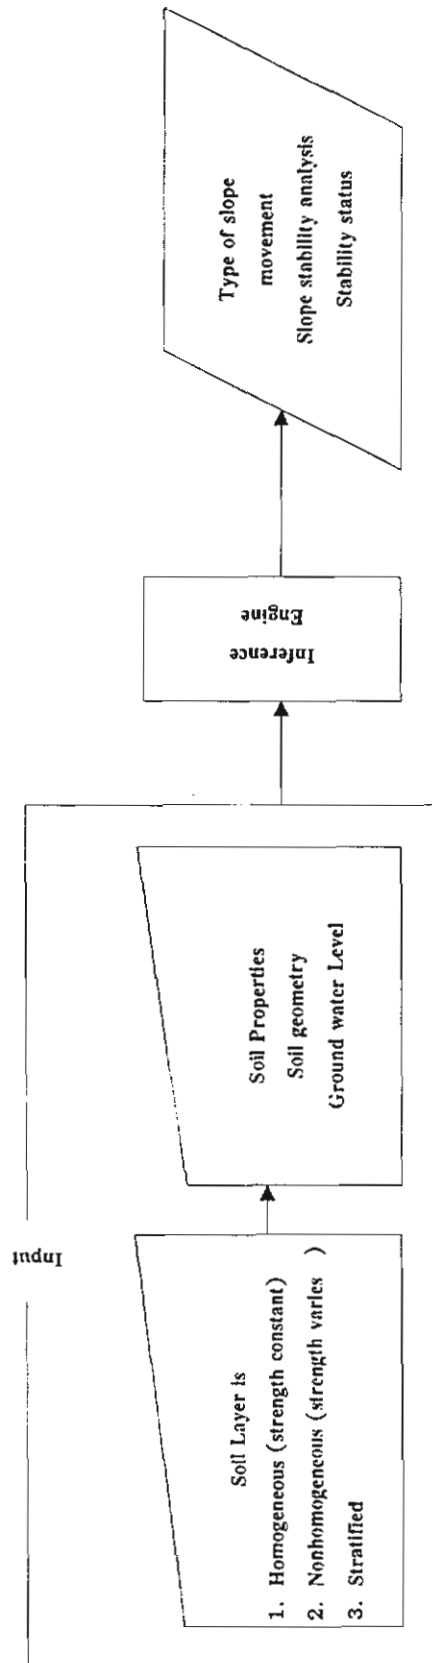 Input
Soil Layer is
1. Homogeneous (strength constant)
2. Nonhomogeneous (strength varies )
3. Stratified
Soil Properties
Soil geometry
Ground water Level
Inference
Engine
Type of slope
movement
Slope stability analysis
Stability status